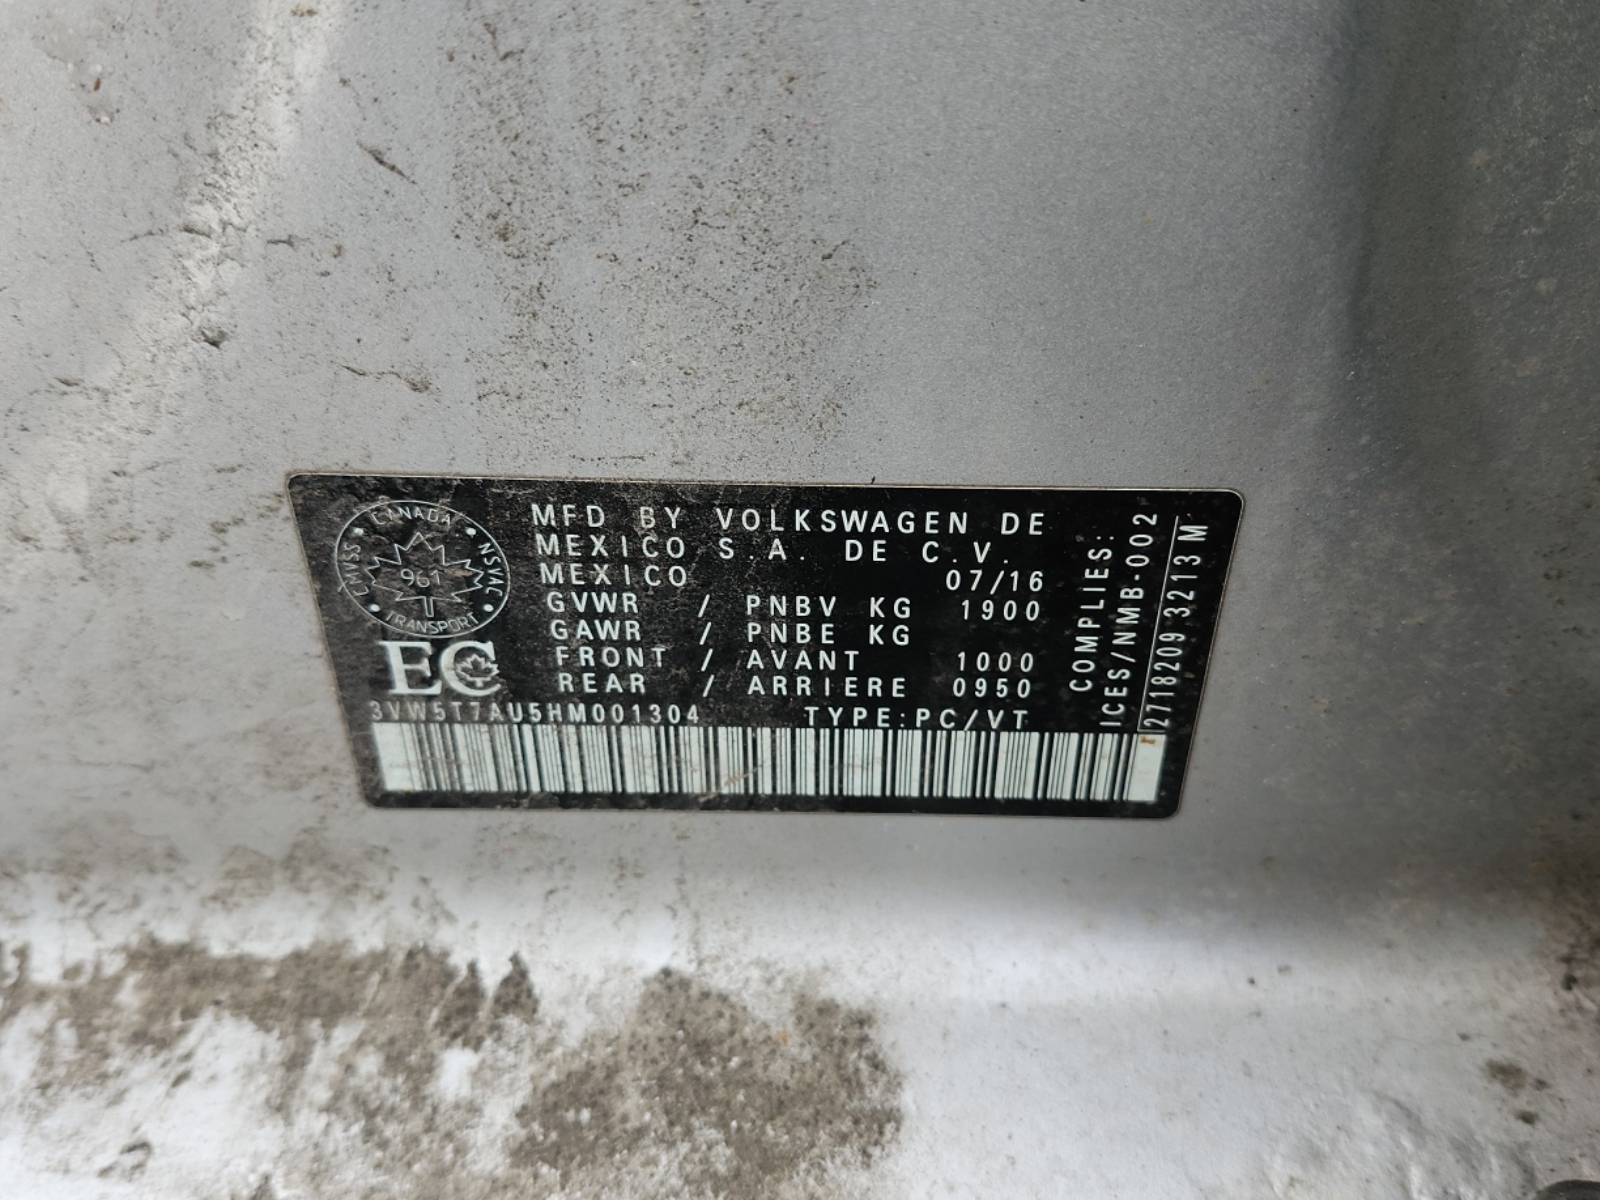 CANADA
CMVSS • 961 • NSVAC
TRANSPORT
EC
MFD BY VOLKSWAGEN DE
MEXICO S.A. DE C.V.
MEXICO 07/16
GVWR / PNBV KG 1900
GAWR / PNBE KG
FRONT / AVANT 1000
REAR / ARRIERE 0950
3VW5T7AU5HM001304 TYPE:PC/VT
COMPLIES:
ICES/NMB-002
2718209 3213 M